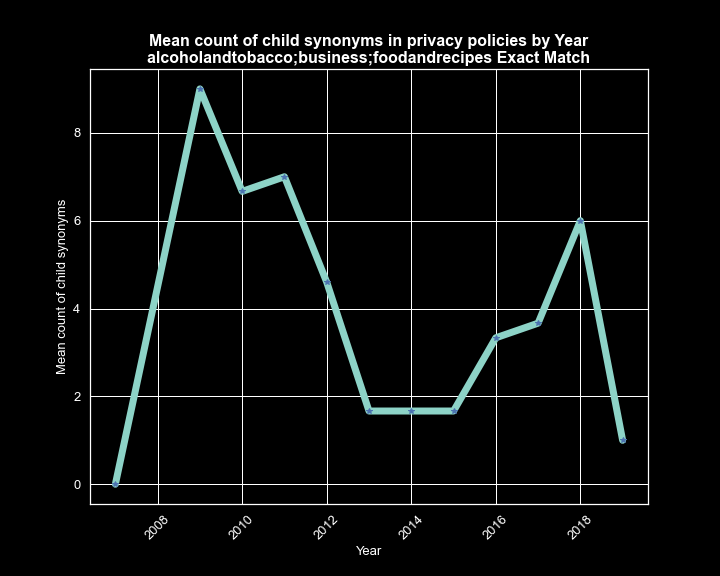 Mean count of child synonyms in privacy policies by Year
alcoholandtobacco;business;foodandrecipes Exact Match
Mean count of child synonyms
8
6
4
2
0
2008
2010
2012
2014
2016
2018
Year